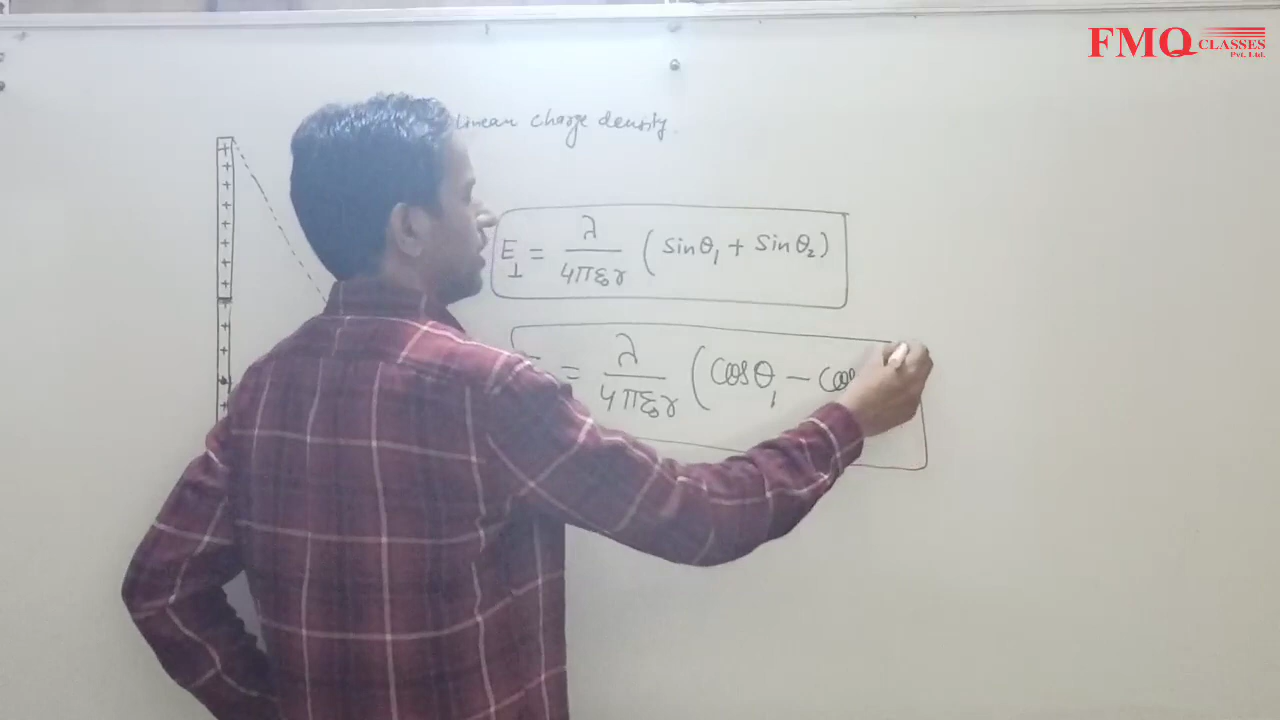 FMQ CLASSES
Pvt. Ltd.
Linear charge density
E⊥ = λ / 4πε₀r (sinθ₁ + sinθ₂)
= λ / 4πε₀r (cosθ₁ − cos